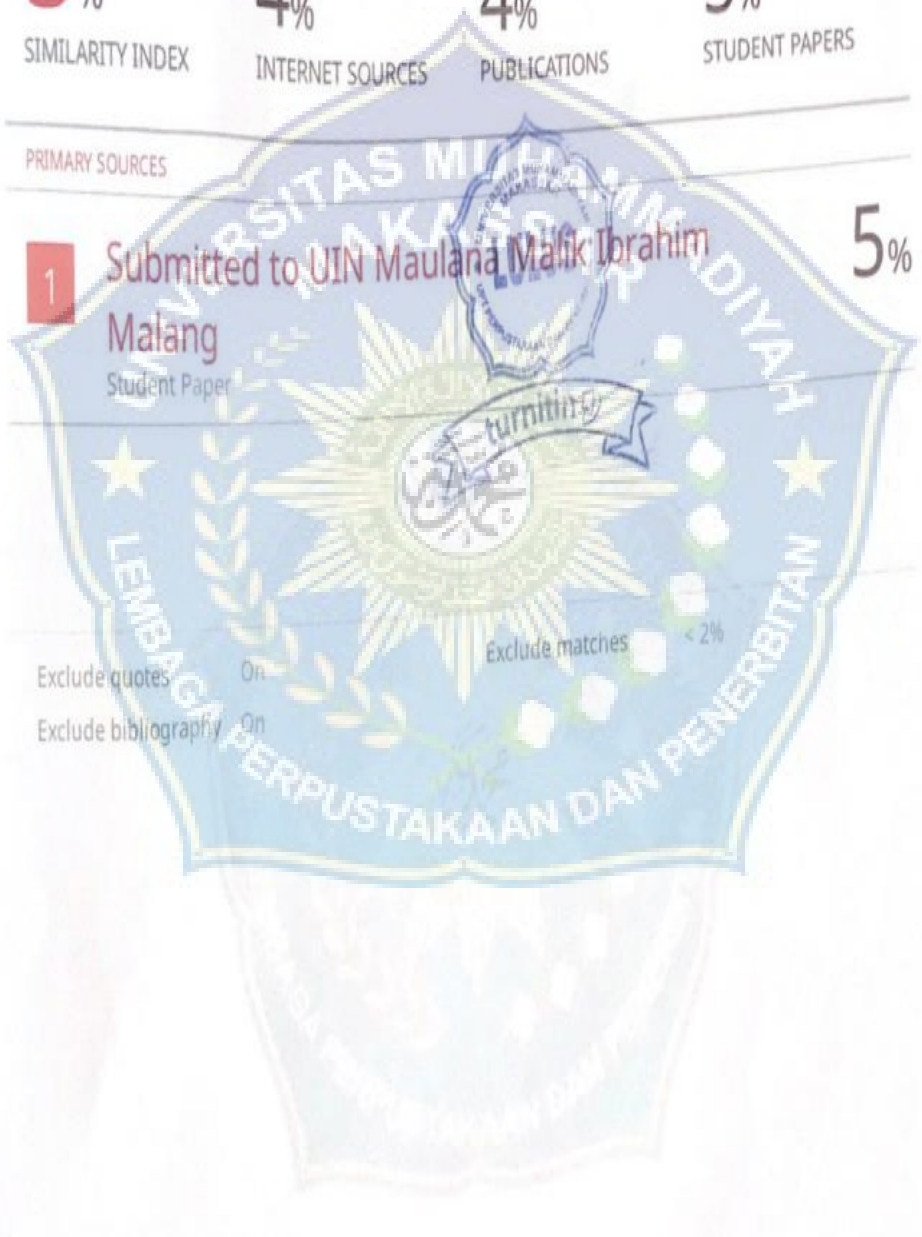 %
4%
4%
%
SIMILARITY INDEX
INTERNET SOURCES
PUBLICATIONS
STUDENT PAPERS
PRIMARY SOURCES
1
Submitted to UIN Maulana Malik Ibrahim
Malang
Student Paper
5%
LULUS
turnitin
Exclude quotes On
Exclude bibliography On
Exclude matches < 2%
UNIVERSITAS MUHAMMADIYAH
MAKASSAR
LEMBAGA PERPUSTAKAAN DAN PENERBITAN